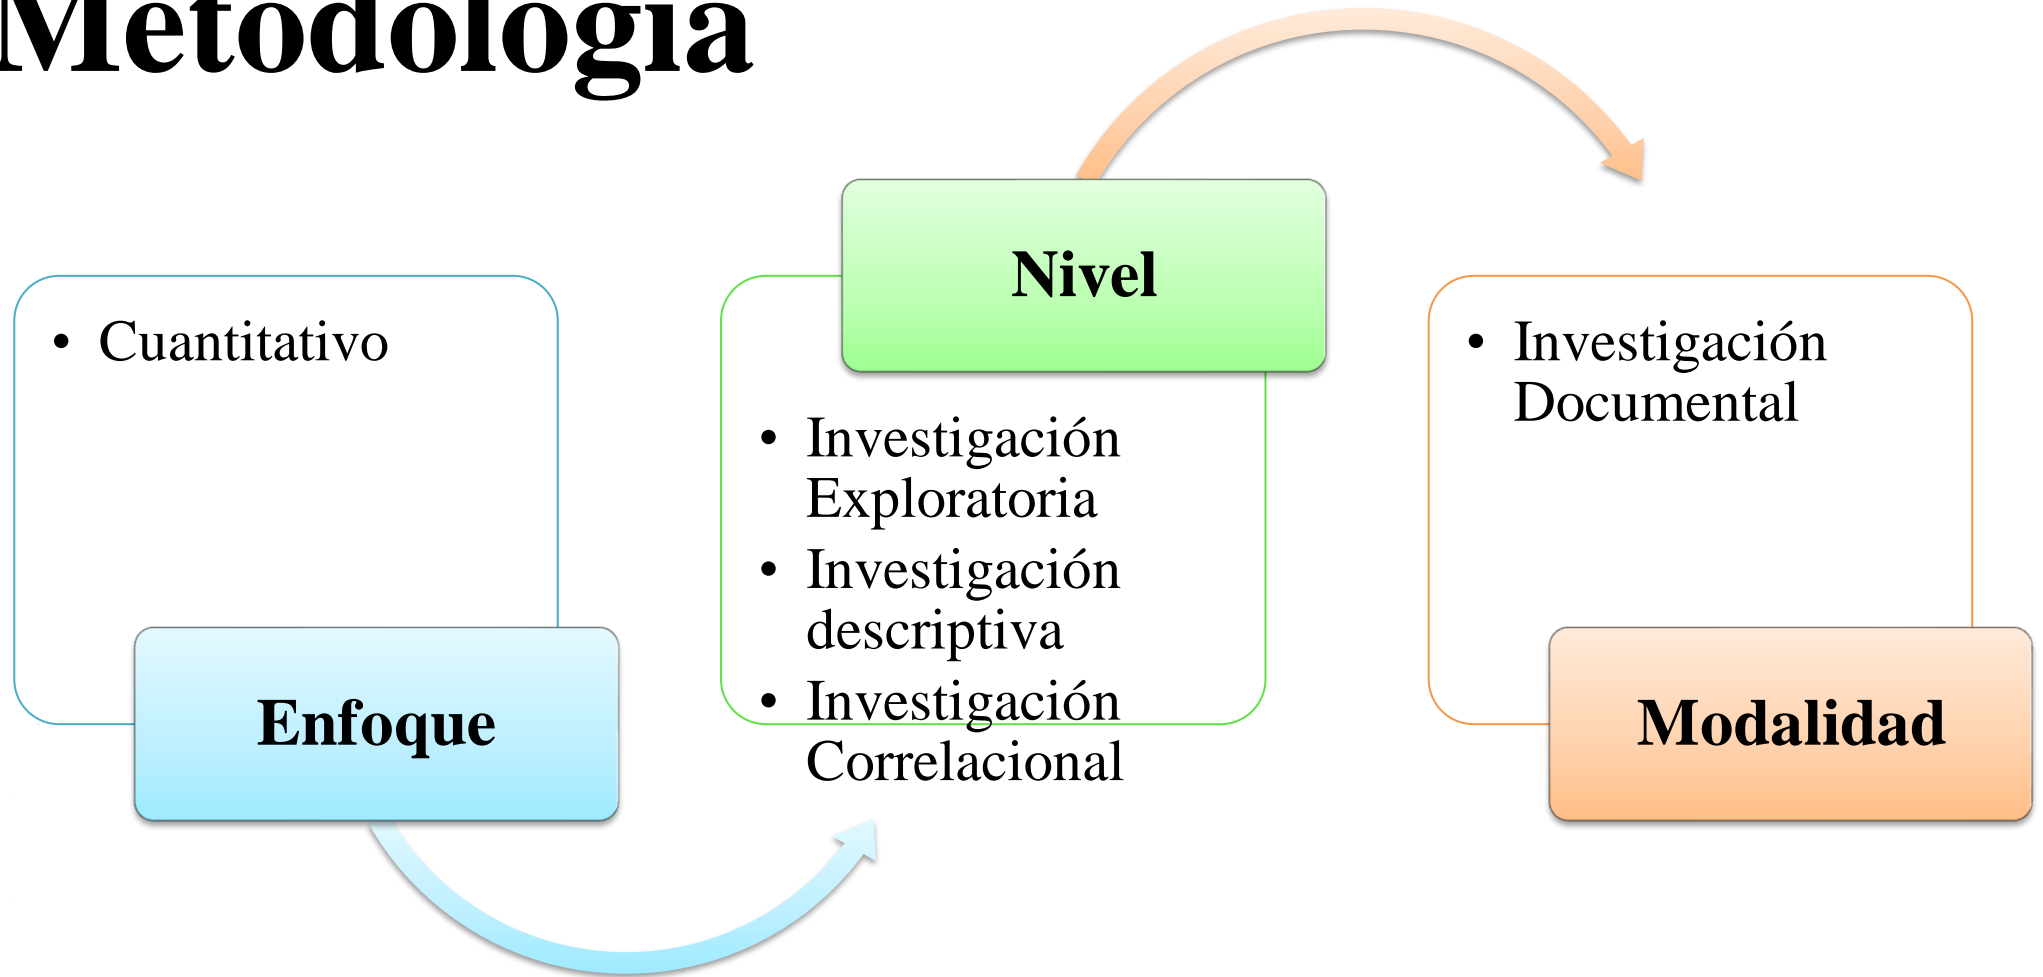 Metodología
• Cuantitativo
Enfoque
Nivel
• Investigación
Exploratoria
• Investigación
descriptiva
• Investigación
Correlacional
• Investigación
Documental
Modalidad